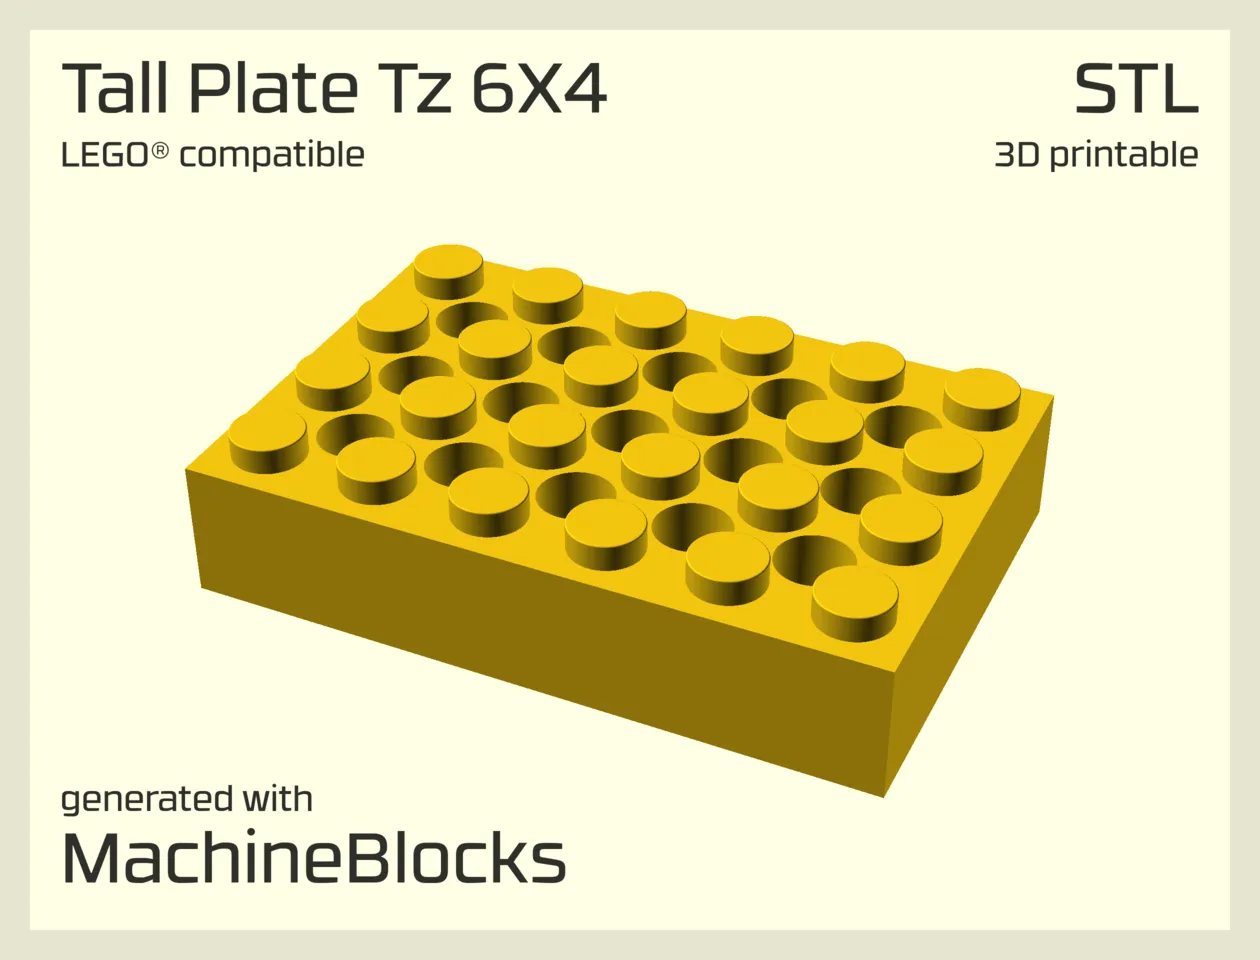 Tall Plate Tz 6X4
STL
LEGO® compatible
3D printable
generated with
MachineBlocks